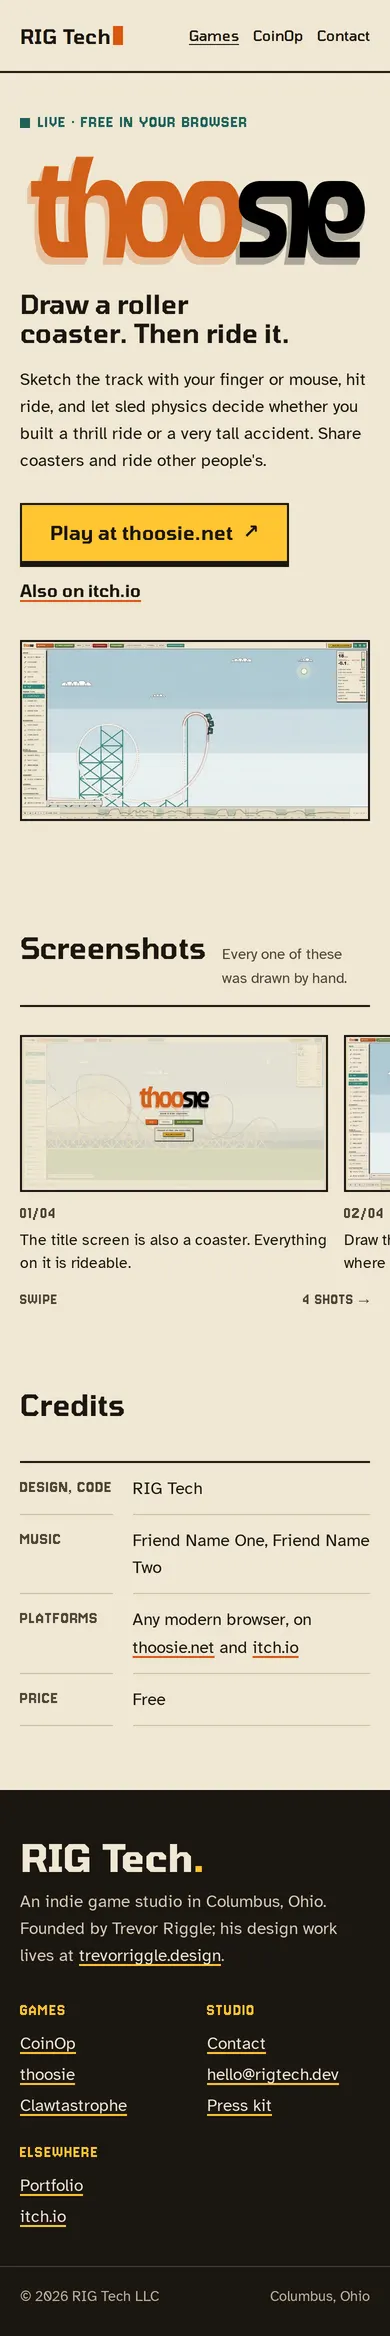 RIG Tech
Games CoinOp Contact
LIVE · FREE IN YOUR BROWSER
thoosie
Draw a roller
coaster. Then ride it.
Sketch the track with your finger or mouse, hit
ride, and let sled physics decide whether you
built a thrill ride or a very tall accident. Share
coasters and ride other people's.
Play at thoosie.net ↗
Also on itch.io
Screenshots
Every one of these
was drawn by hand.
thoosie
01/04
The title screen is also a coaster. Everything
on it is rideable.
02/04
Draw
where
SWIPE
4 SHOTS →
Credits
DESIGN, CODE RIG Tech
MUSIC Friend Name One, Friend Name
Two
PLATFORMS Any modern browser, on
thoosie.net and itch.io
PRICE Free
RIG Tech.
An indie game studio in Columbus, Ohio.
Founded by Trevor Riggle; his design work
lives at trevorriggle.design.
GAMES
CoinOp
thoosie
Clawtastrophe
STUDIO
Contact
hello@rigtech.dev
Press kit
ELSEWHERE
Portfolio
itch.io
© 2026 RIG Tech LLC
Columbus, Ohio